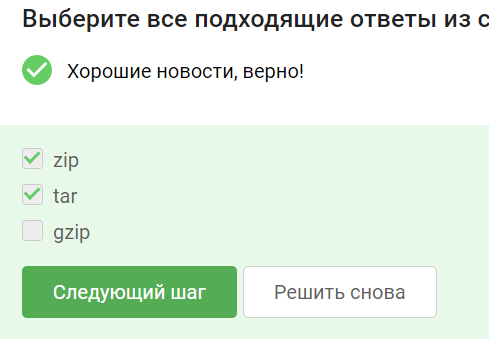 Выберите все подходящие ответы из
Хорошие новости, верно!
zip
tar
gzip
Следующий шаг
Решить снова